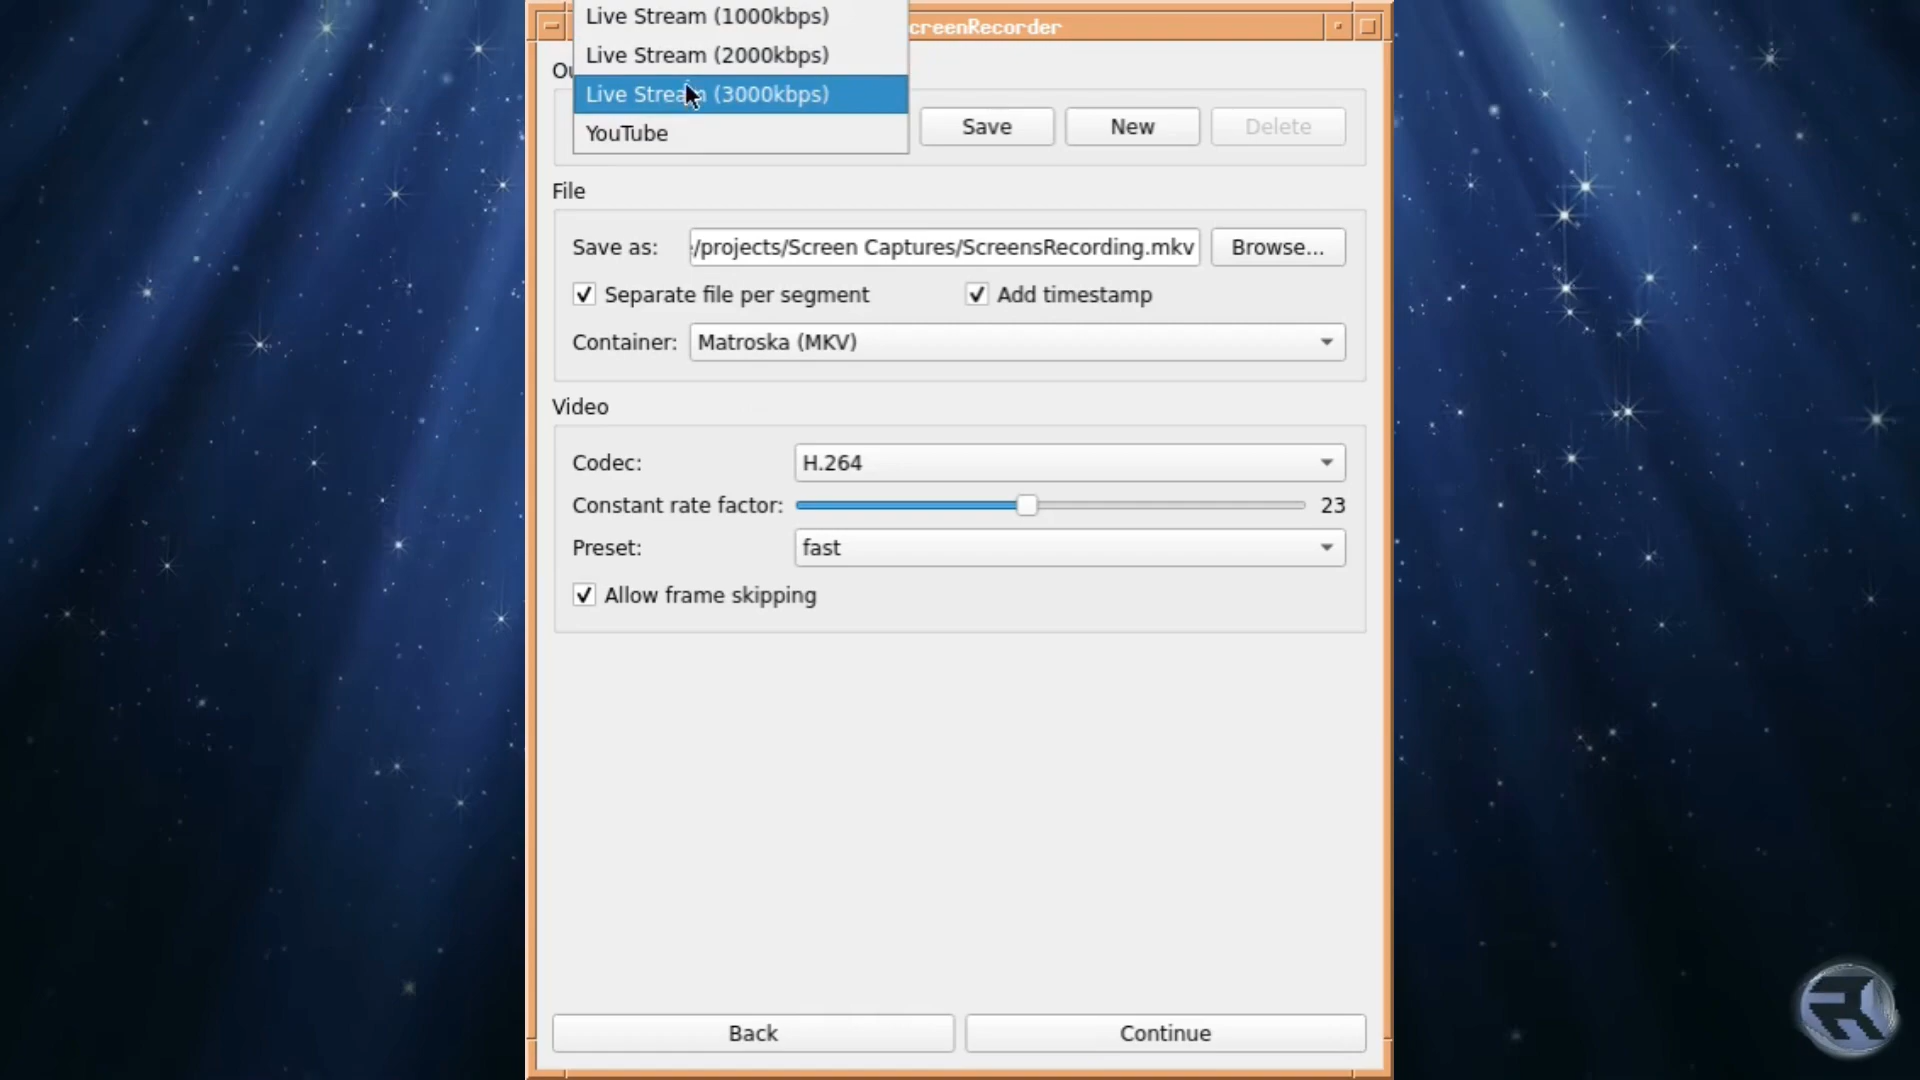 Live Stream (1000kbps)
creenRecorder
Live Stream (2000kbps)
Live Stream (3000kbps)
YouTube
Save
New
Delete
File
Save as: /projects/Screen Captures/ScreensRecording.mkv Browse...
Separate file per segment
Add timestamp
Container: Matroska (MKV)
Video
Codec: H.264
Constant rate factor: 23
Preset: fast
Allow frame skipping
Back
Continue